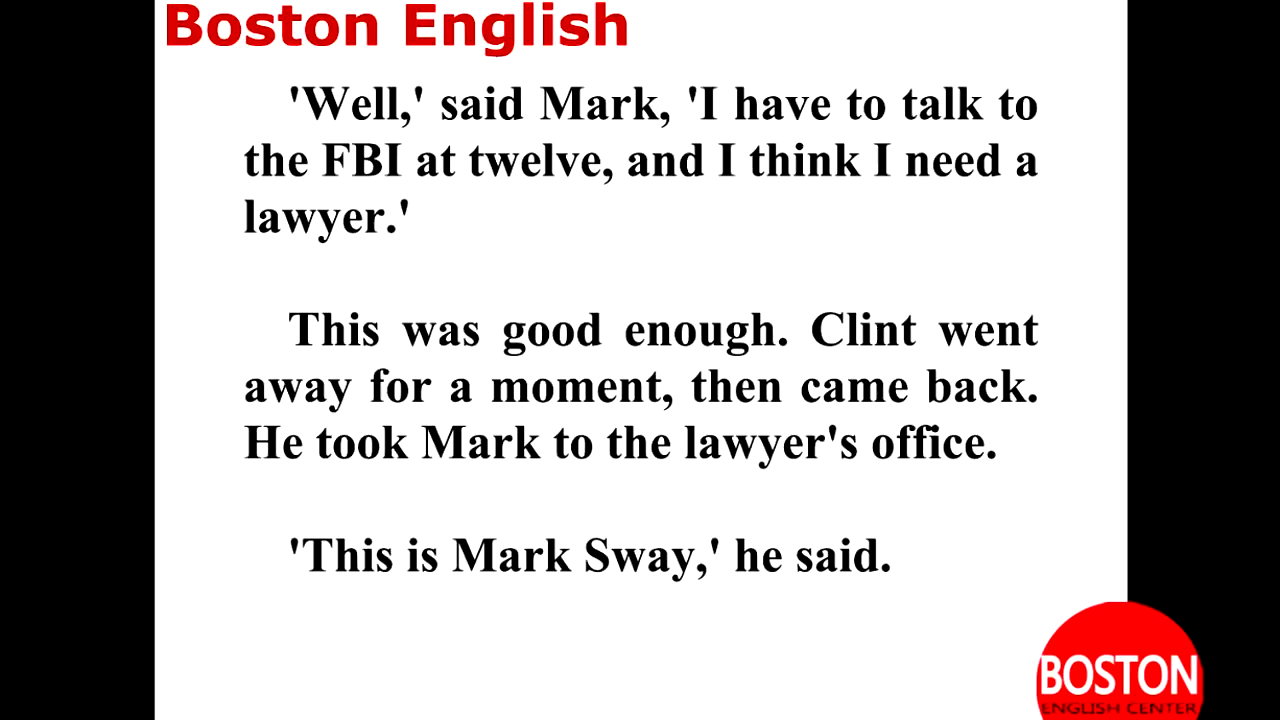 Boston English
'Well,' said Mark, 'I have to talk to
the FBI at twelve, and I think I need a
lawyer.'
This was good enough. Clint went
away for a moment, then came back.
He took Mark to the lawyer's office.
'This is Mark Sway,' he said.
BOSTON
ENGLISH CENTER